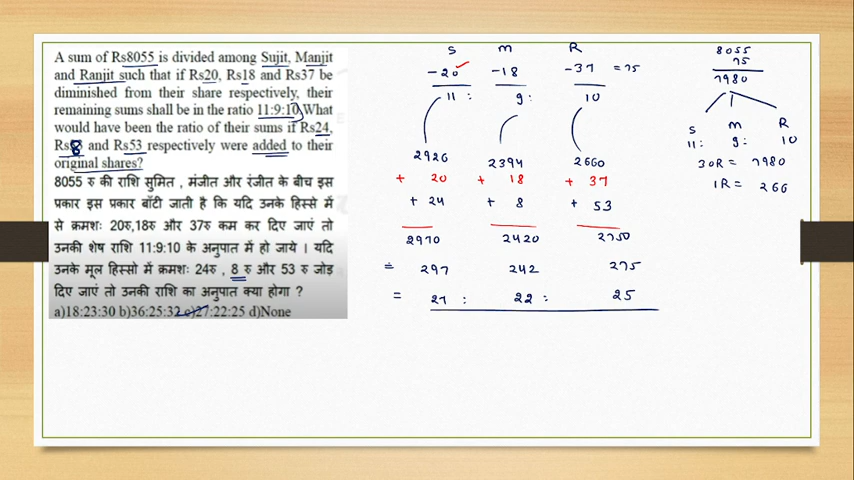 A sum of Rs8055 is divided among Sujit, Manjit
and Ranjit such that if Rs20, Rs18 and Rs37 be
diminished from their share respectively, their
remaining sums shall be in the ratio 11:9:10,What
would have been the ratio of their sums if Rs24,
Rs8 and Rs53 respectively were added to their
original shares?
8055 रु की राशि सुमित , मंजीत और रंजीत के बीच इस
प्रकार इस प्रकार बाँटी जाती है कि यदि उनके हिस्से में
से क्रमशः 20रु,18रु और 37रु कम कर दिए जाएं तो
उनकी शेष राशि 11:9:10 के अनुपात में हो जाये । यदि
उनके मूल हिस्सो में क्रमशः 24रु , 8 रु और 53 रु जोड़
दिए जाएं तो उनकी राशि का अनुपात क्या होगा ?
a)18:23:30 b)36:25:32 c)27:22:25 d)None
S m R
-20 -18 -37 =75
11 : 9 : 10
2926 2394 2660
+ 20 + 18 + 37
+ 24 + 8 + 53
2970 2420 2750
= 297 242 275
= 27 : 22 : 25
8055
75
7980
S m R
11: 9: 10
30R = 7980
1R = 266